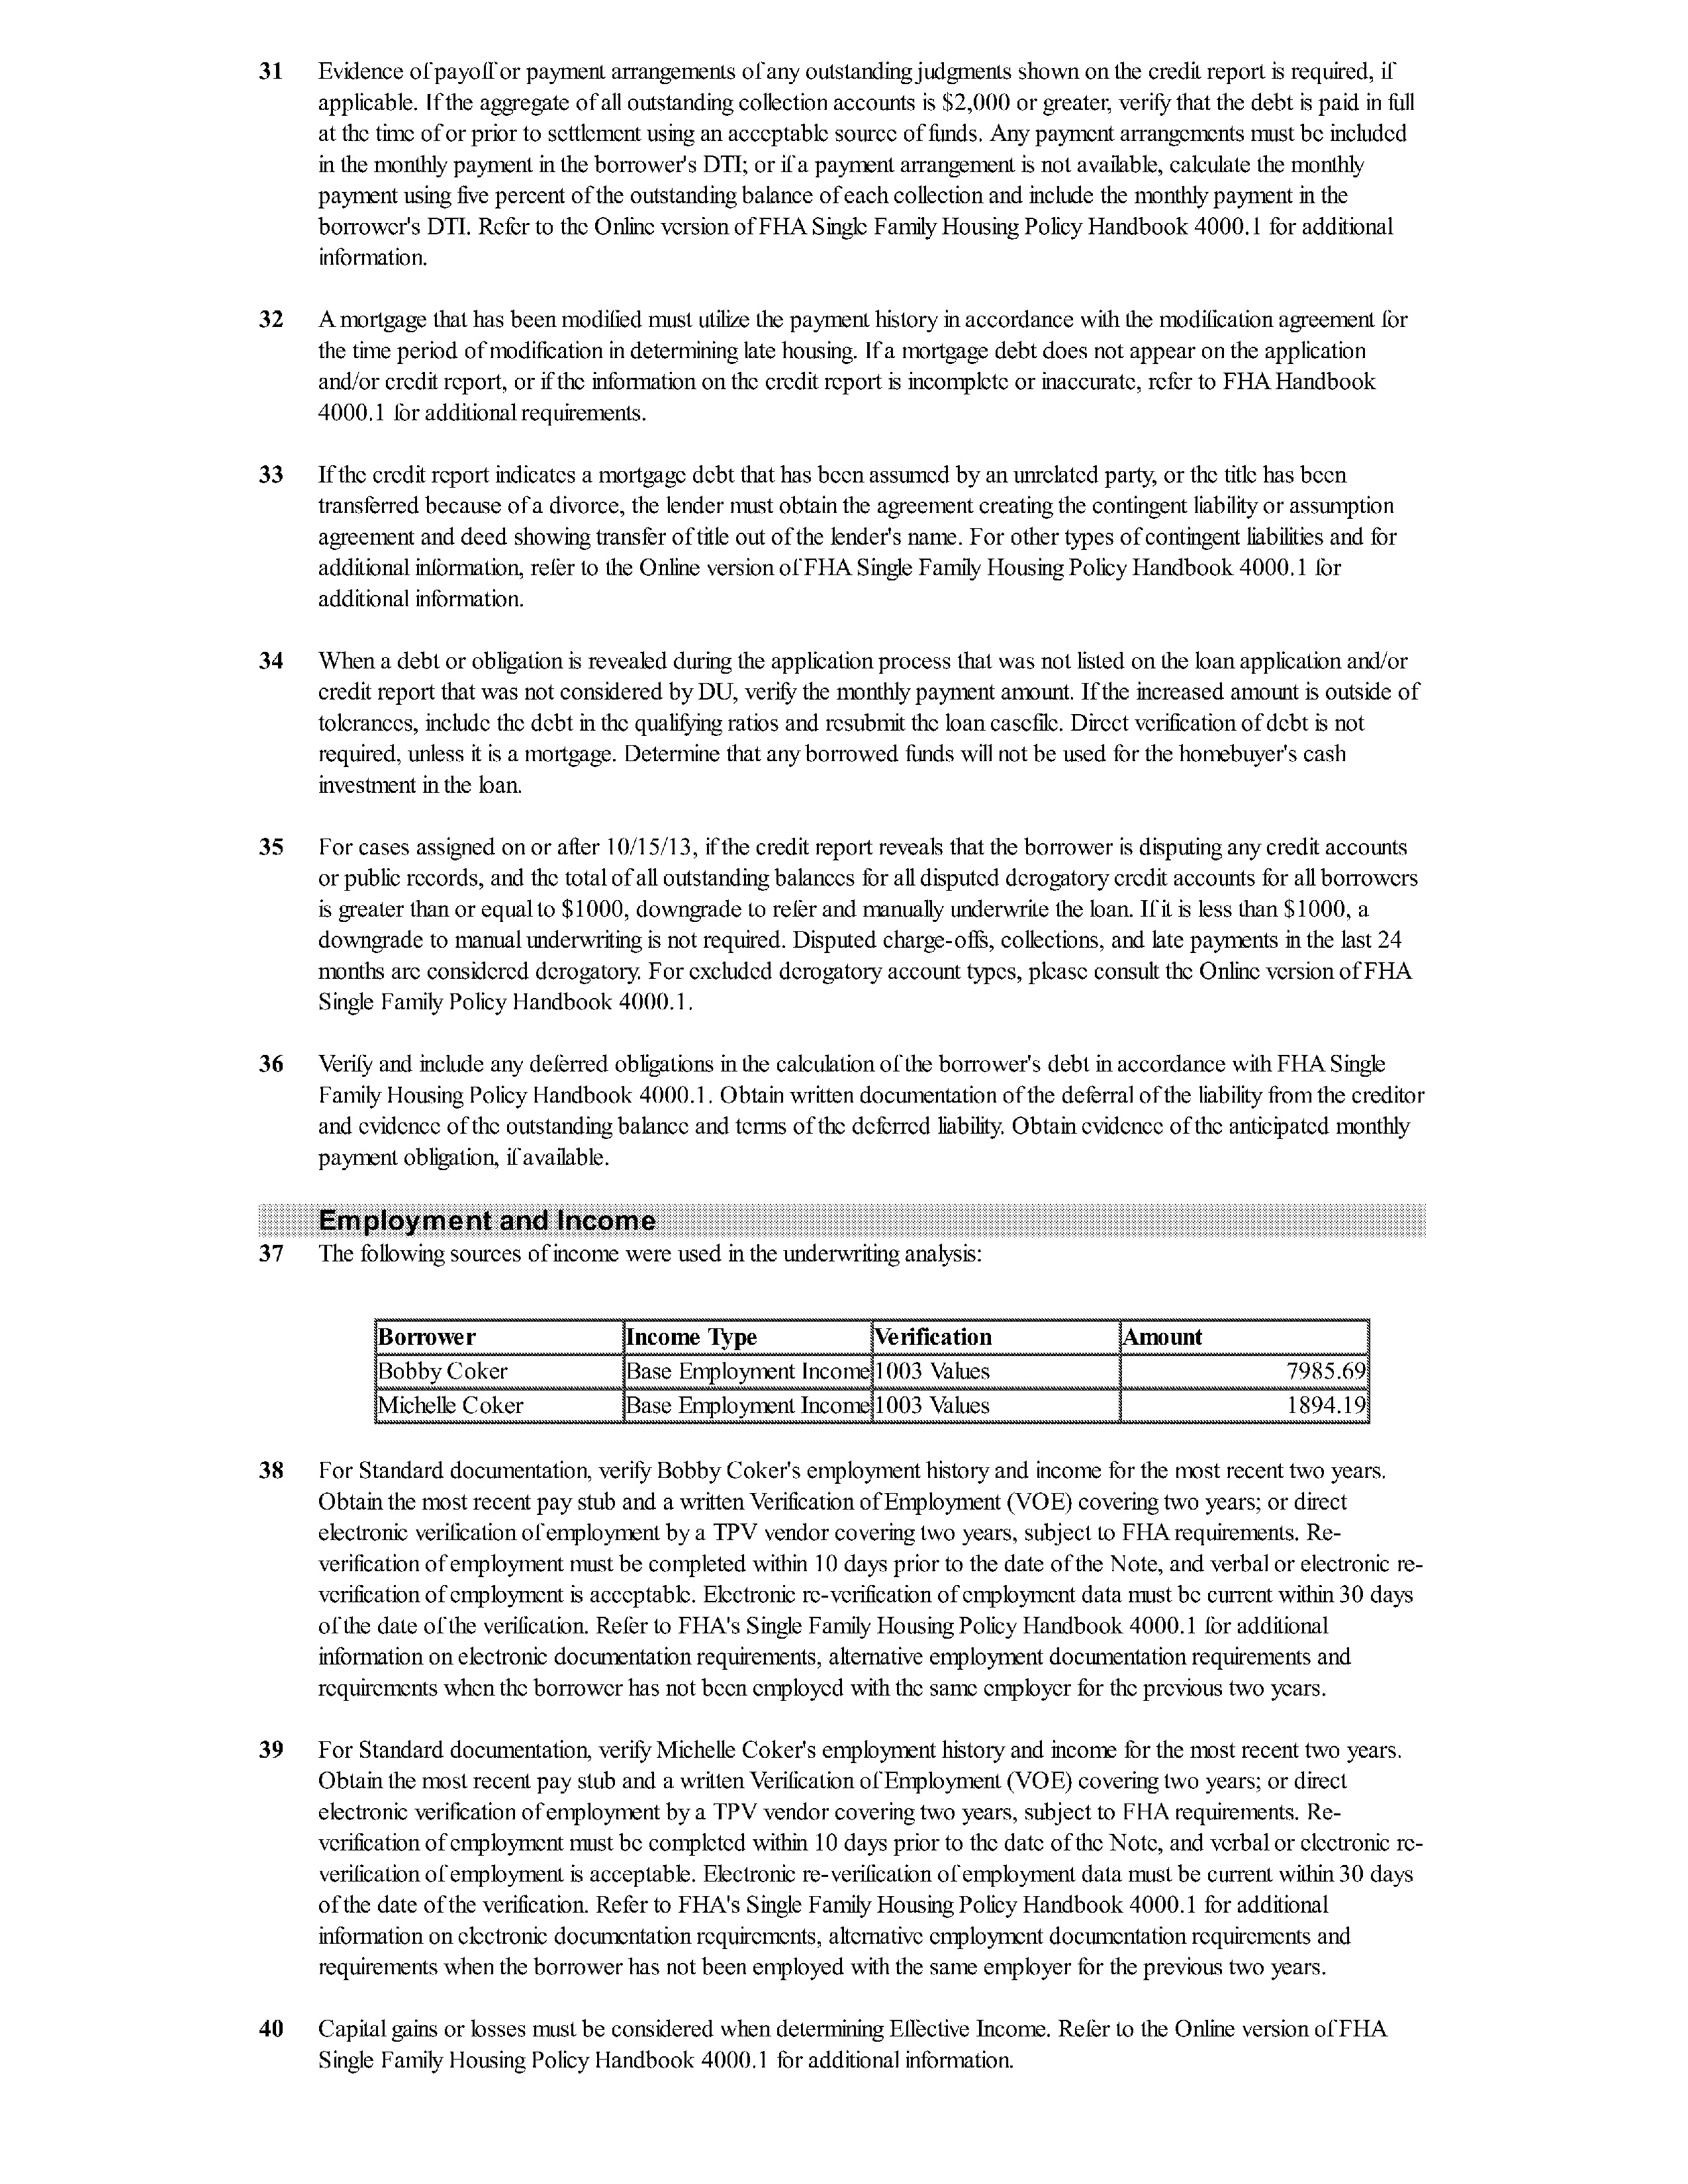 31 Evidence of payoff or payment arrangements of any outstanding judgments shown on the credit report is required, if
applicable. If the aggregate of all outstanding collection accounts is $2,000 or greater, verify that the debt is paid in full
at the time of or prior to settlement using an acceptable source of funds. Any payment arrangements must be included
in the monthly payment in the borrower's DTI; or if a payment arrangement is not available, calculate the monthly
payment using five percent of the outstanding balance of each collection and include the monthly payment in the
borrower's DTI. Refer to the Online version of FHA Single Family Housing Policy Handbook 4000.1 for additional
information.
32 A mortgage that has been modified must utilize the payment history in accordance with the modification agreement for
the time period of modification in determining late housing. If a mortgage debt does not appear on the application
and/or credit report, or if the information on the credit report is incomplete or inaccurate, refer to FHA Handbook
4000.1 for additional requirements.
33 If the credit report indicates a mortgage debt that has been assumed by an unrelated party, or the title has been
transferred because of a divorce, the lender must obtain the agreement creating the contingent liability or assumption
agreement and deed showing transfer of title out of the lender's name. For other types of contingent liabilities and for
additional information, refer to the Online version of FHA Single Family Housing Policy Handbook 4000.1 for
additional information.
34 When a debt or obligation is revealed during the application process that was not listed on the loan application and/or
credit report that was not considered by DU, verify the monthly payment amount. If the increased amount is outside of
tolerances, include the debt in the qualifying ratios and resubmit the loan casefile. Direct verification of debt is not
required, unless it is a mortgage. Determine that any borrowed funds will not be used for the homebuyer's cash
investment in the loan.
35 For cases assigned on or after 10/15/13, if the credit report reveals that the borrower is disputing any credit accounts
or public records, and the total of all outstanding balances for all disputed derogatory credit accounts for all borrowers
is greater than or equal to $1000, downgrade to refer and manually underwrite the loan. If it is less than $1000, a
downgrade to manual underwriting is not required. Disputed charge-offs, collections, and late payments in the last 24
months are considered derogatory. For excluded derogatory account types, please consult the Online version of FHA
Single Family Policy Handbook 4000.1.
36 Verify and include any deferred obligations in the calculation of the borrower's debt in accordance with FHA Single
Family Housing Policy Handbook 4000.1. Obtain written documentation of the deferral of the liability from the creditor
and evidence of the outstanding balance and terms of the deferred liability. Obtain evidence of the anticipated monthly
payment obligation, if available.
Employment and Income
37 The following sources of income were used in the underwriting analysis:
Borrower Income Type Verification Amount
Bobby Coker Base Employment Income 1003 Values 7985.69
Michelle Coker Base Employment Income 1003 Values 1894.19
38 For Standard documentation, verify Bobby Coker's employment history and income for the most recent two years.
Obtain the most recent pay stub and a written Verification of Employment (VOE) covering two years; or direct
electronic verification of employment by a TPV vendor covering two years, subject to FHA requirements. Re-
verification of employment must be completed within 10 days prior to the date of the Note, and verbal or electronic re-
verification of employment is acceptable. Electronic re-verification of employment data must be current within 30 days
of the date of the verification. Refer to FHA's Single Family Housing Policy Handbook 4000.1 for additional
information on electronic documentation requirements, alternative employment documentation requirements and
requirements when the borrower has not been employed with the same employer for the previous two years.
39 For Standard documentation, verify Michelle Coker's employment history and income for the most recent two years.
Obtain the most recent pay stub and a written Verification of Employment (VOE) covering two years; or direct
electronic verification of employment by a TPV vendor covering two years, subject to FHA requirements. Re-
verification of employment must be completed within 10 days prior to the date of the Note, and verbal or electronic re-
verification of employment is acceptable. Electronic re-verification of employment data must be current within 30 days
of the date of the verification. Refer to FHA's Single Family Housing Policy Handbook 4000.1 for additional
information on electronic documentation requirements, alternative employment documentation requirements and
requirements when the borrower has not been employed with the same employer for the previous two years.
40 Capital gains or losses must be considered when determining Effective Income. Refer to the Online version of FHA
Single Family Housing Policy Handbook 4000.1 for additional information.